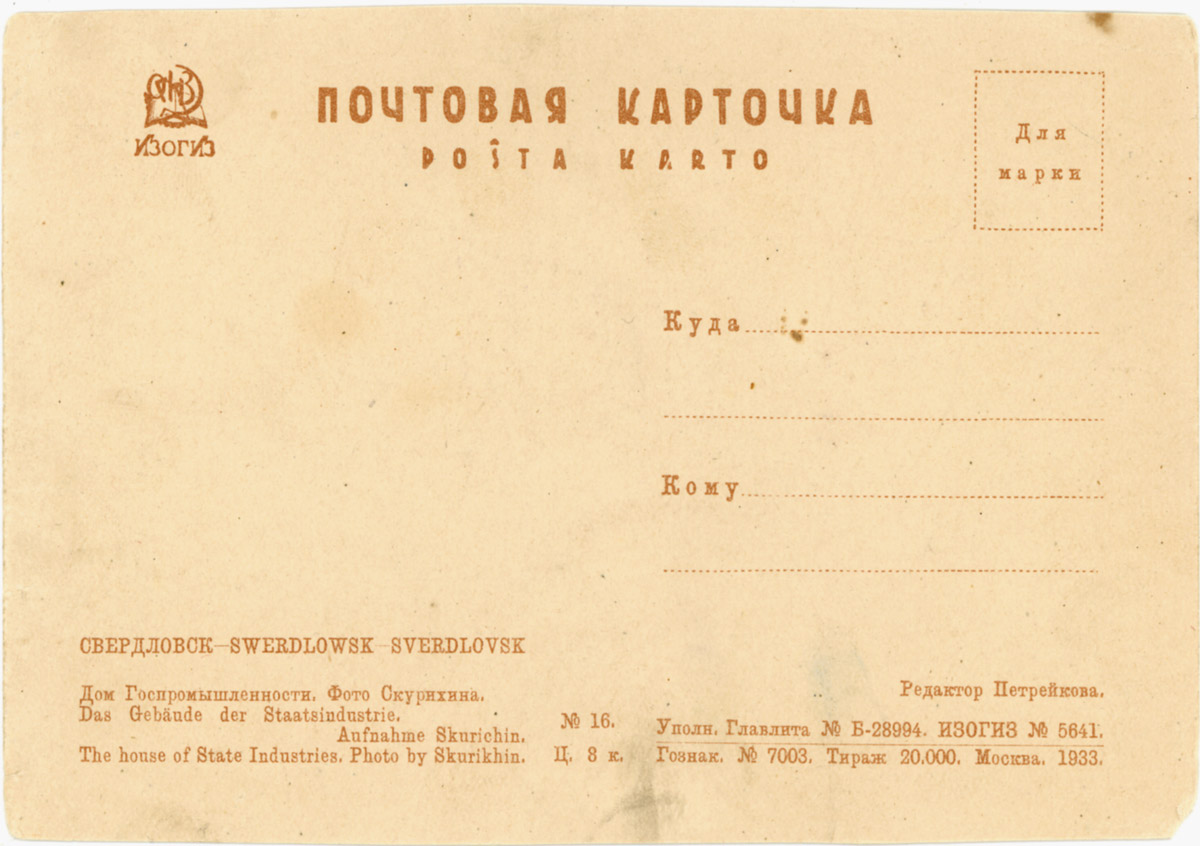 ИЗОГИЗ
ПОЧТОВАЯ КАРТОЧКА
POŜTA KARTO
Для
марки
Куда
Кому
СВЕРДЛОВСК—SWERDLOWSK—SVERDLOVSK
Дом Госпромышленности. Фото Скурихина.
Das Gebäude der Staatsindustrie.
Aufnahme Skurichin.
The house of State Industries. Photo by Skurikhin.
№ 16.
Ц. 8 к.
Редактор Петрейкова.
Уполн. Главлита № Б-28994. ИЗОГИЗ № 5641.
Гознак. № 7003. Тираж 20.000. Москва. 1933.